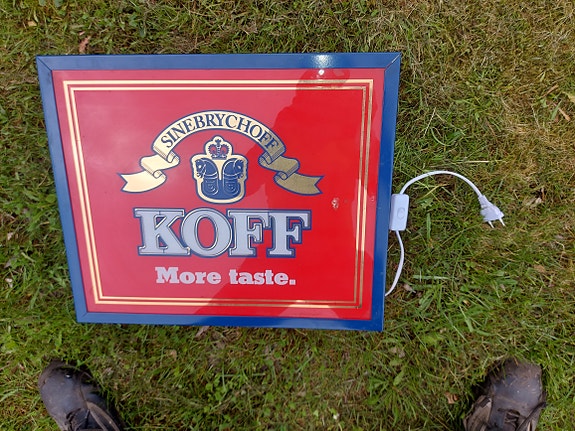 SINEBRYCHOFF
KOFF
More taste.